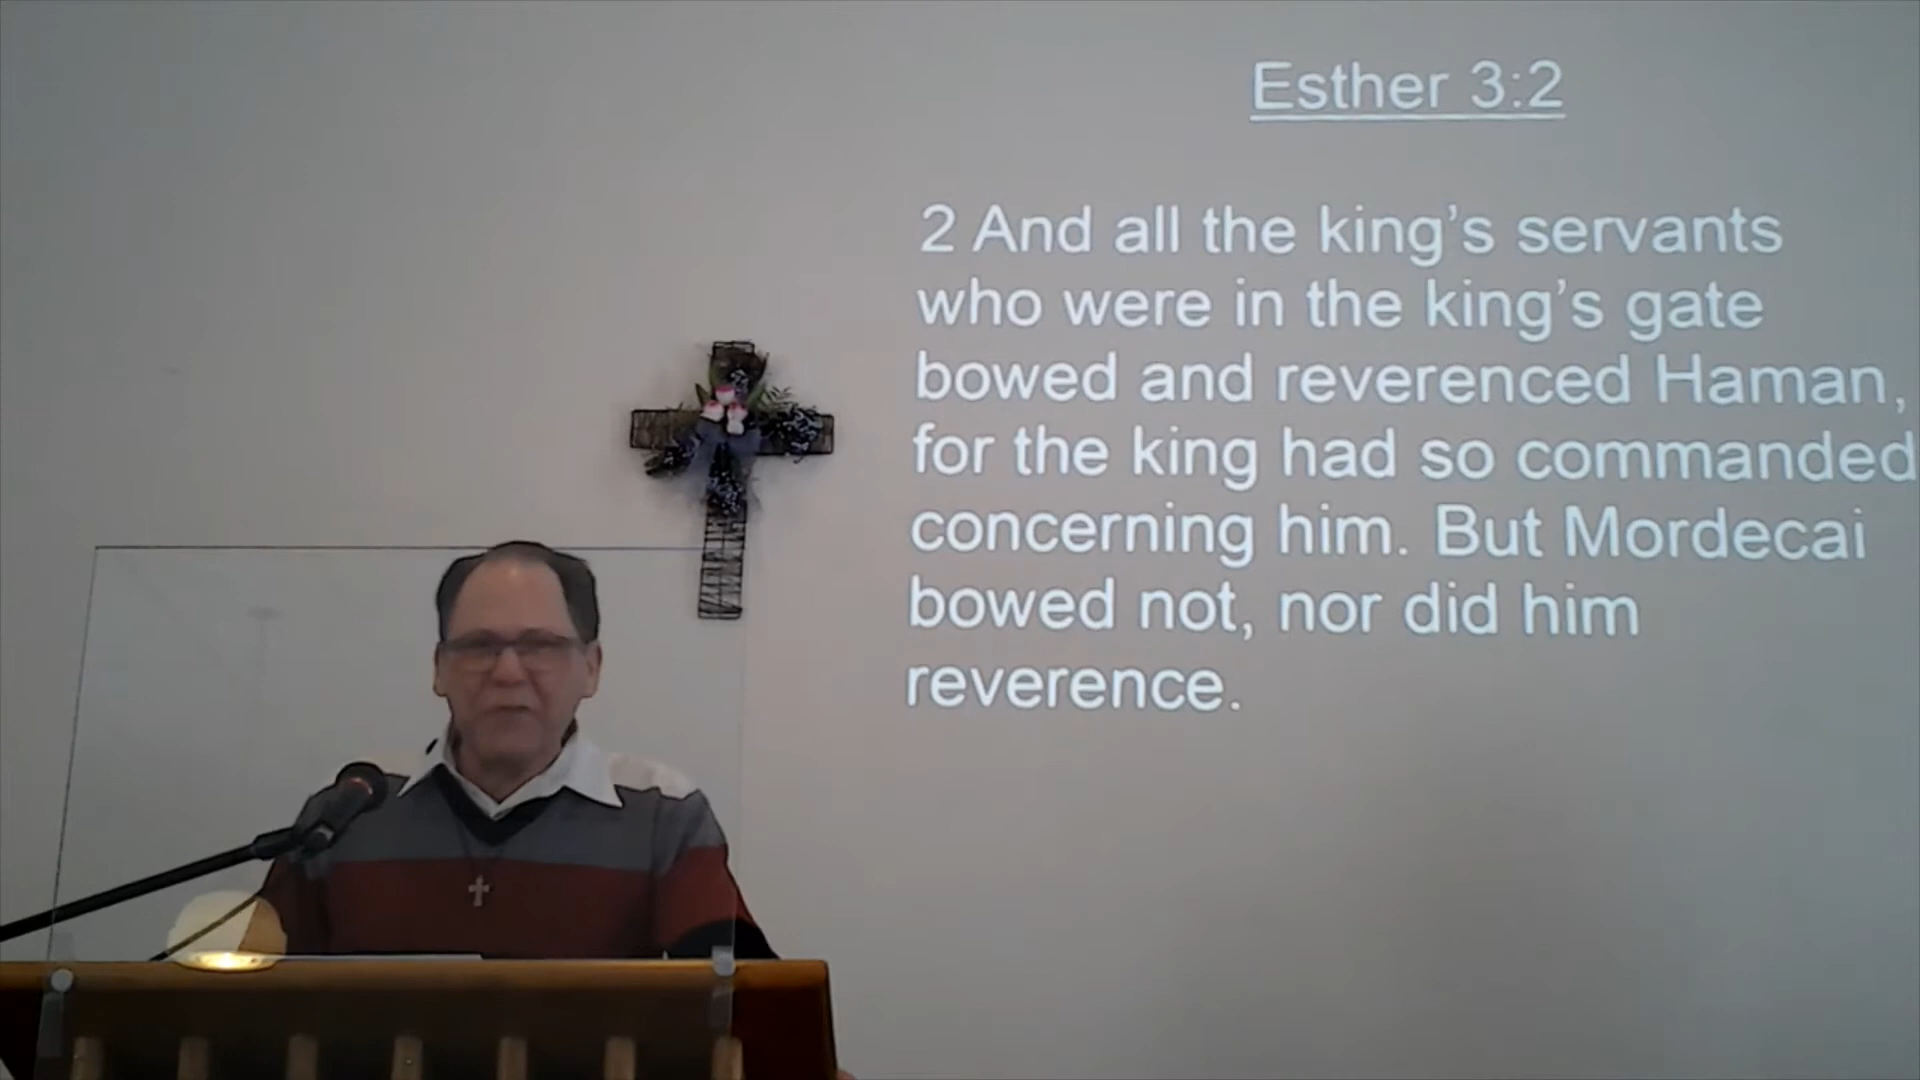 Esther 3:2
2 And all the king’s servants
who were in the king’s gate
bowed and reverenced Haman,
for the king had so commanded
concerning him. But Mordecai
bowed not, nor did him
reverence.